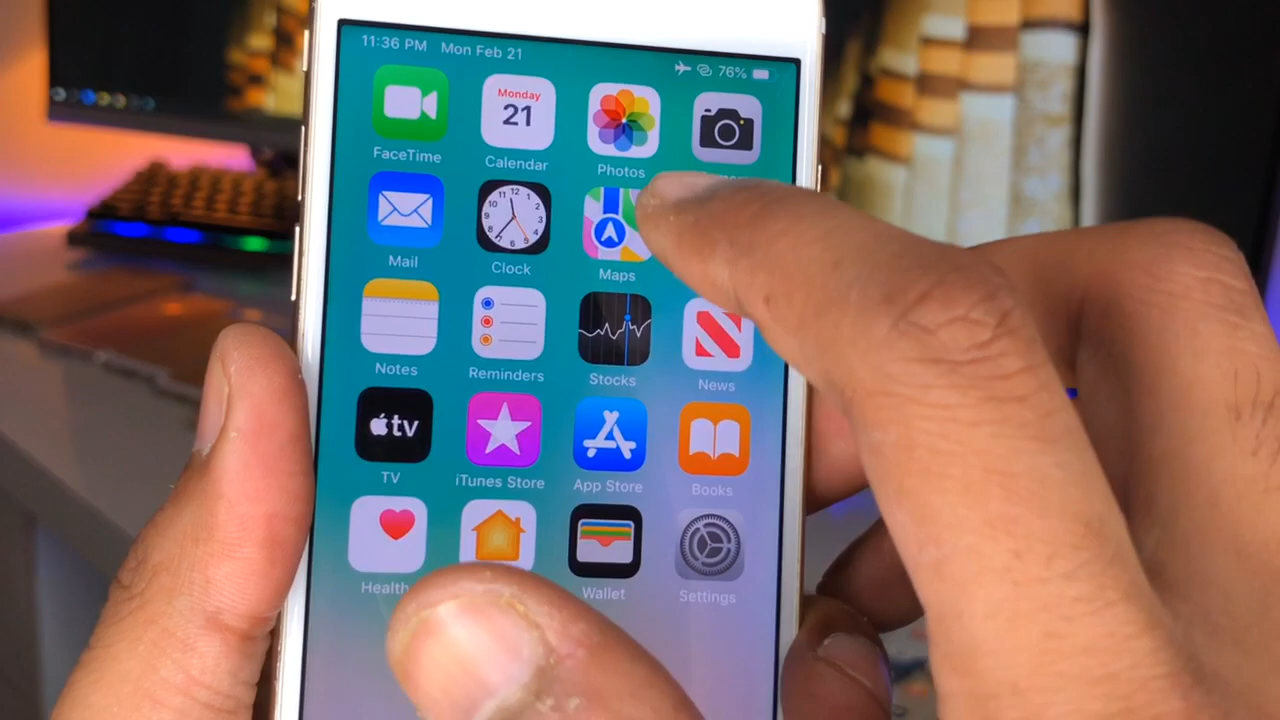 11:36 PM Mon Feb 21
76%
Monday
21
FaceTime
Calendar
Photos
12
Mail
Clock
Maps
Notes
Reminders
Stocks
News
tv
TV
iTunes Store
App Store
Books
Health
Wallet
Settings